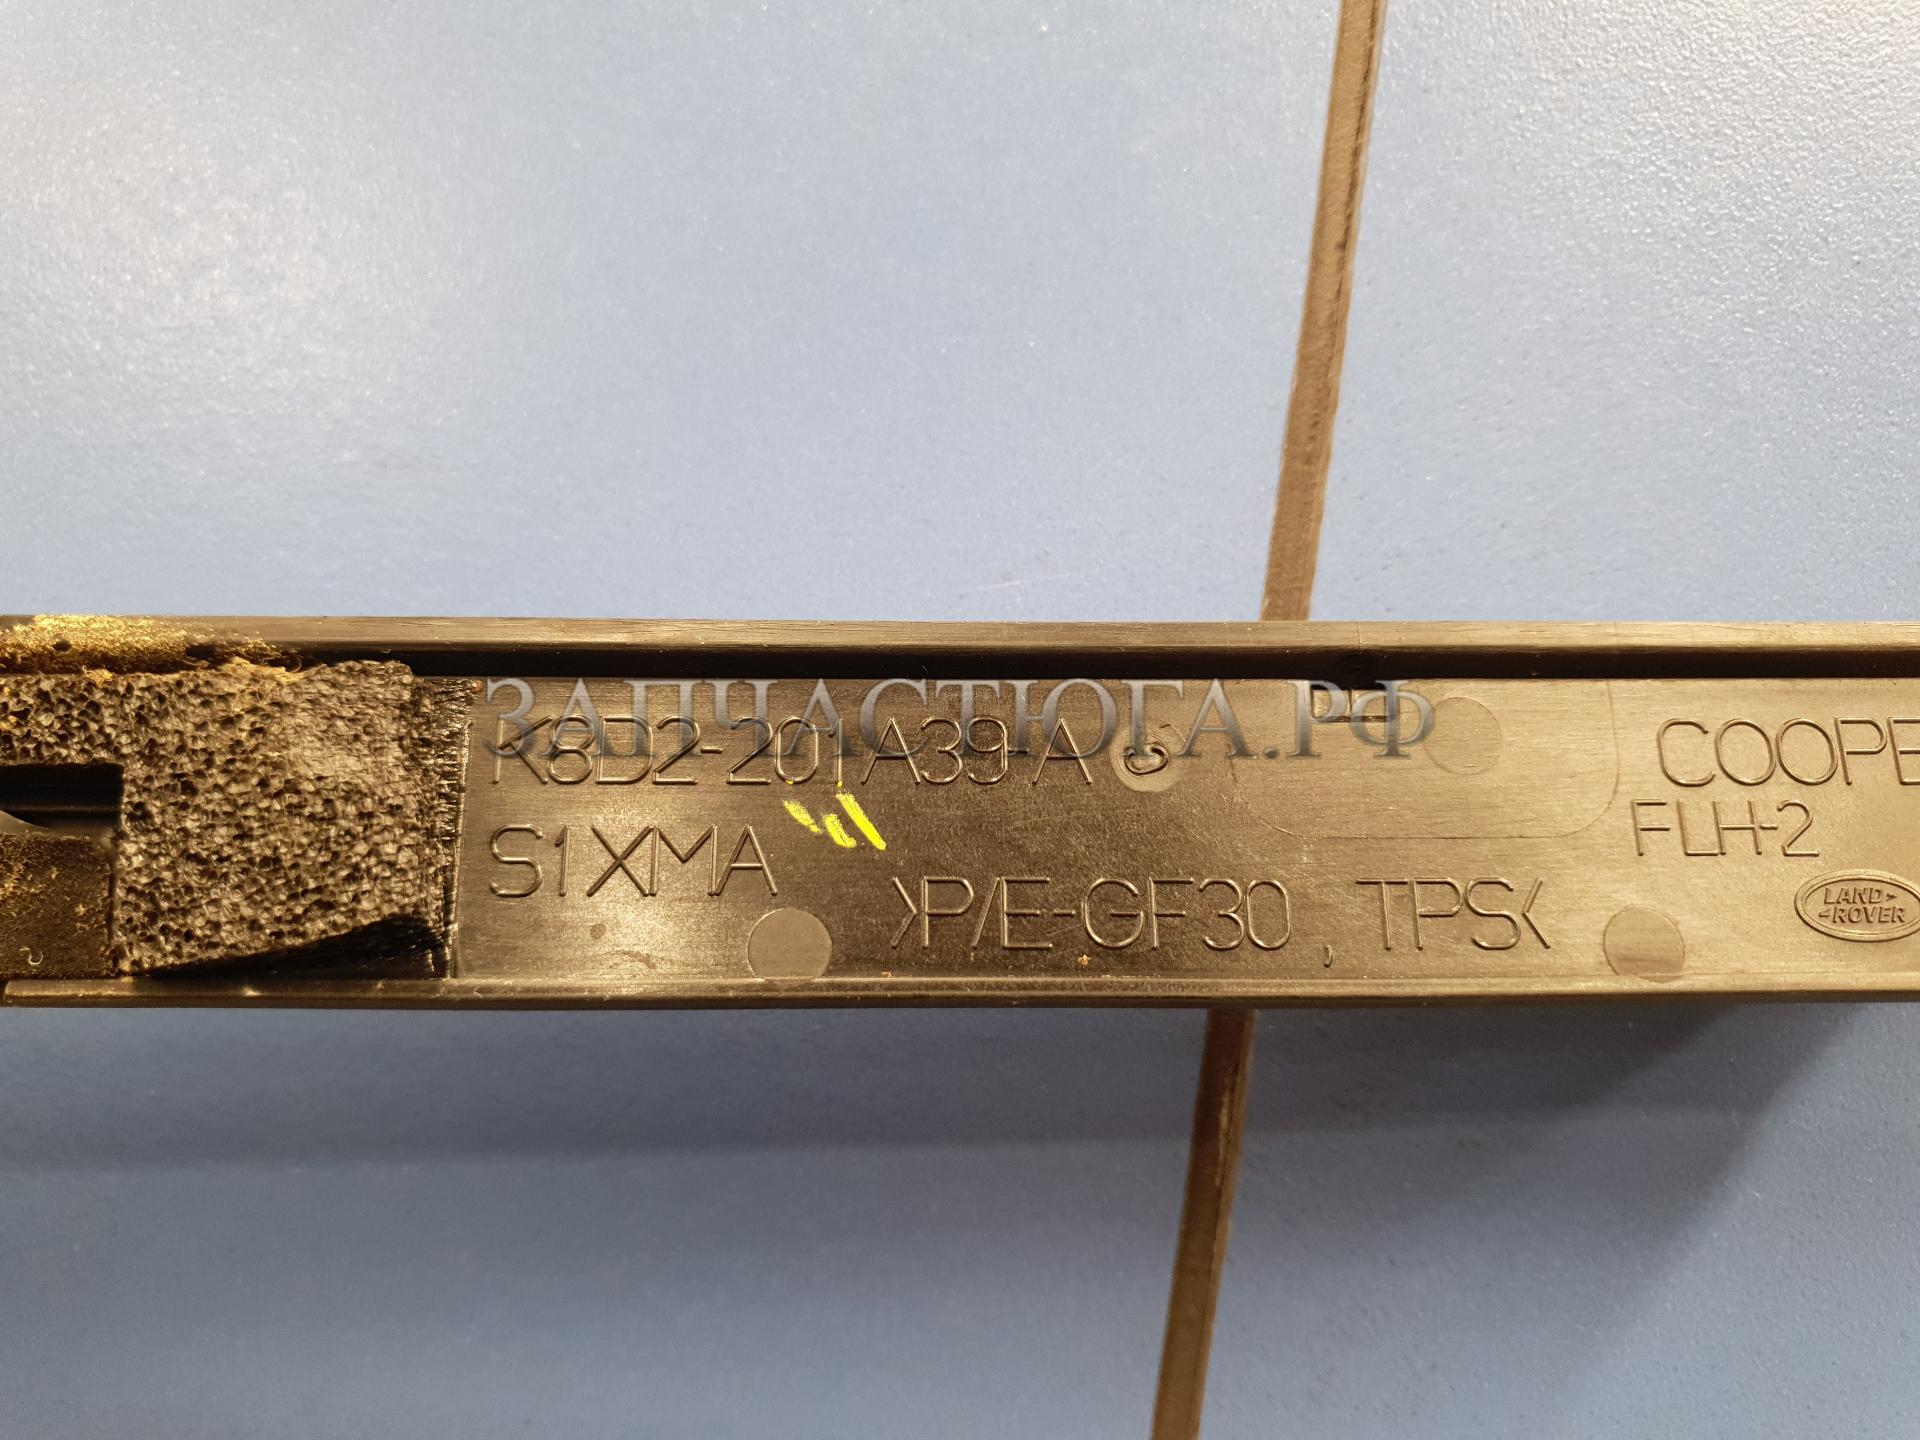 ЗАПЧАСТЮГА.РФ
K8D2-201A39-A
S1XMA
>P/E-GF30, TPS<
COOPE
FLH-2
LAND
ROVER